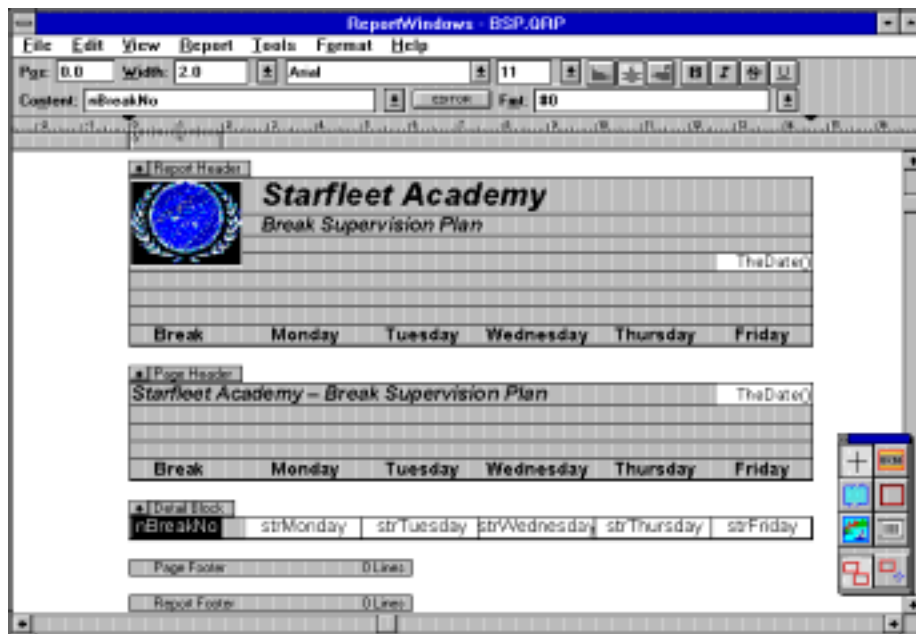 ReportWindows - BSP.QRP
File Edit View Report Tools Format Help
Pos: 0.0 Width: 2.0 Arial 11 B I S U
Content: nBreakNo EDITOR Fmt: #0
Report Header
Starfleet Academy
Break Supervision Plan
TheDate()
Break Monday Tuesday Wednesday Thursday Friday
Page Header
Starfleet Academy – Break Supervision Plan TheDate()
Break Monday Tuesday Wednesday Thursday Friday
Detail Block
nBreakNo strMonday strTuesday strWednesday strThursday strFriday
Page Footer 0 Lines
Report Footer 0 Lines